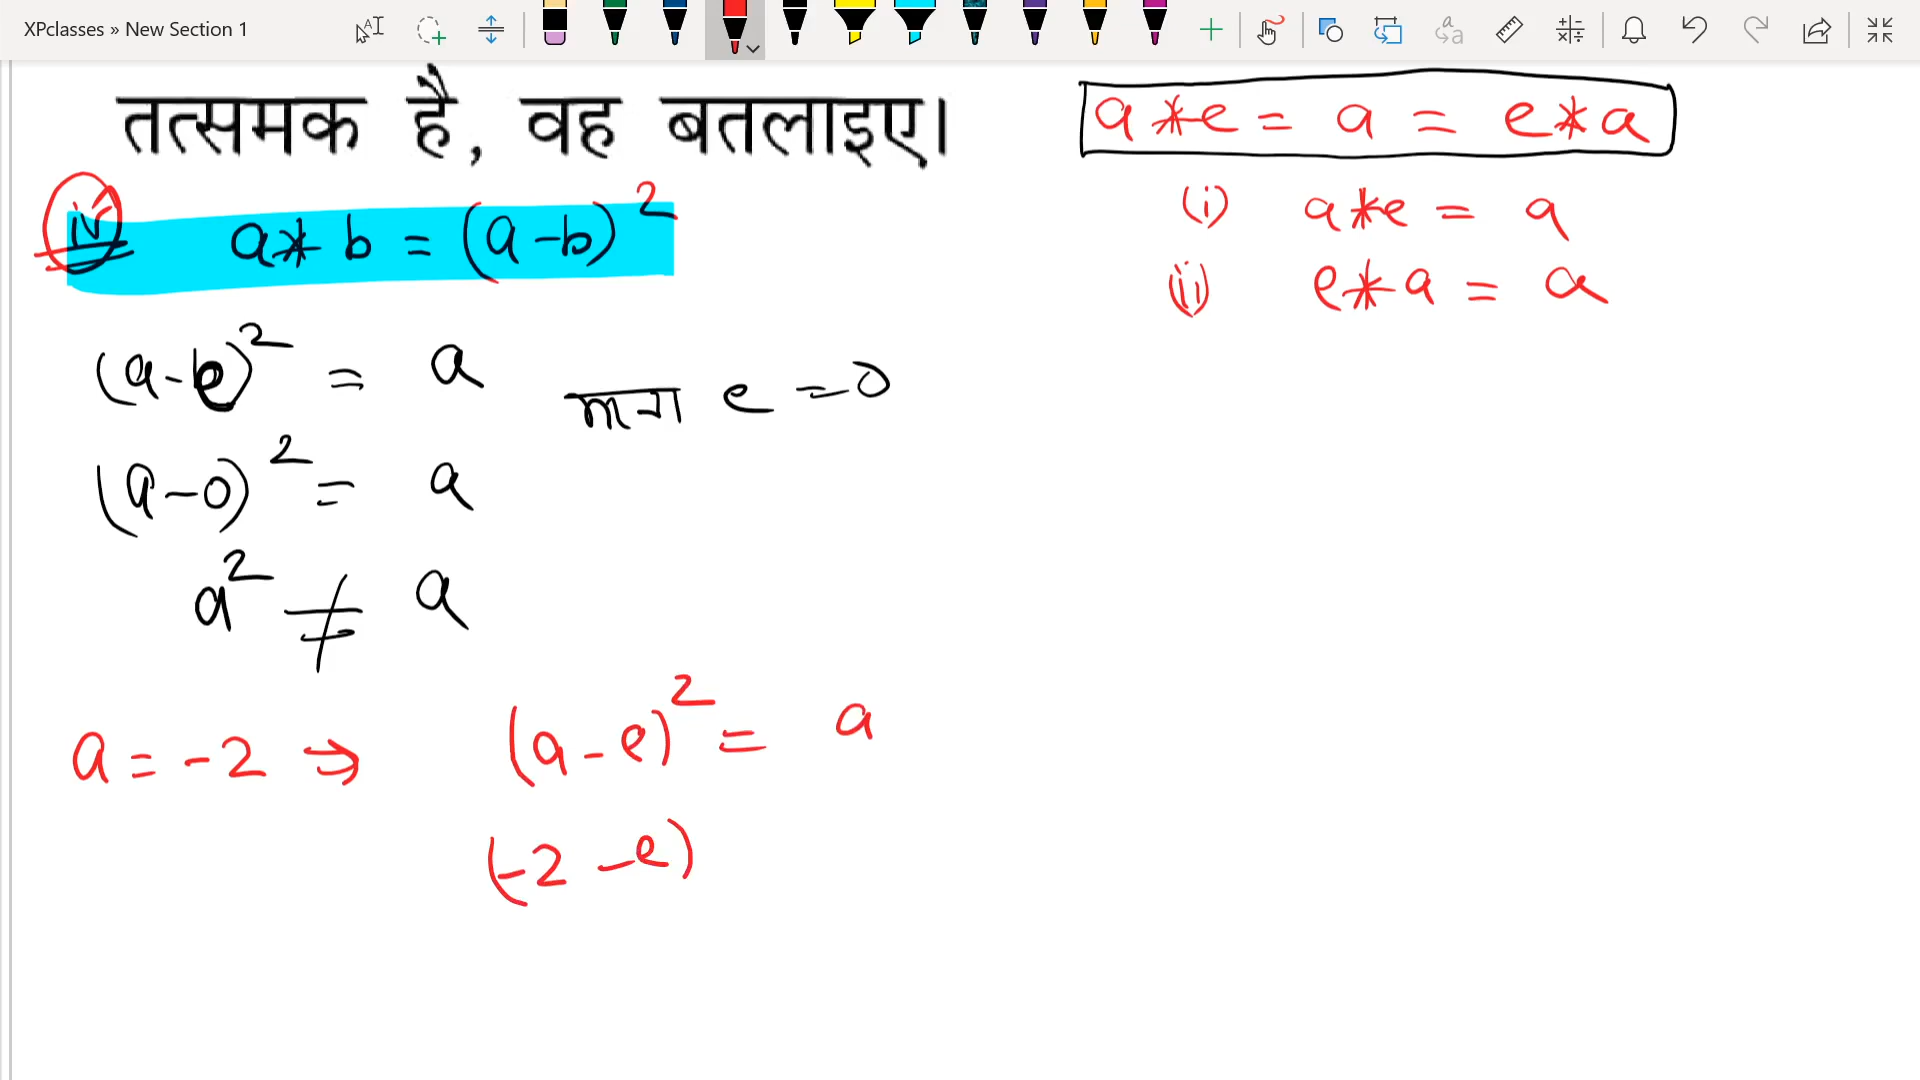 XPclasses » New Section 1
तत्समक है, वह बतलाइए।
a * e = a = e * a
(i) a * e = a
(ii) e * a = a
iv a * b = (a - b)²
(a - e)² = a माना e = 0
(a - 0)² = a
a² ≠ a
a = -2 ⇒ (a - e)² = a
(-2 - e)